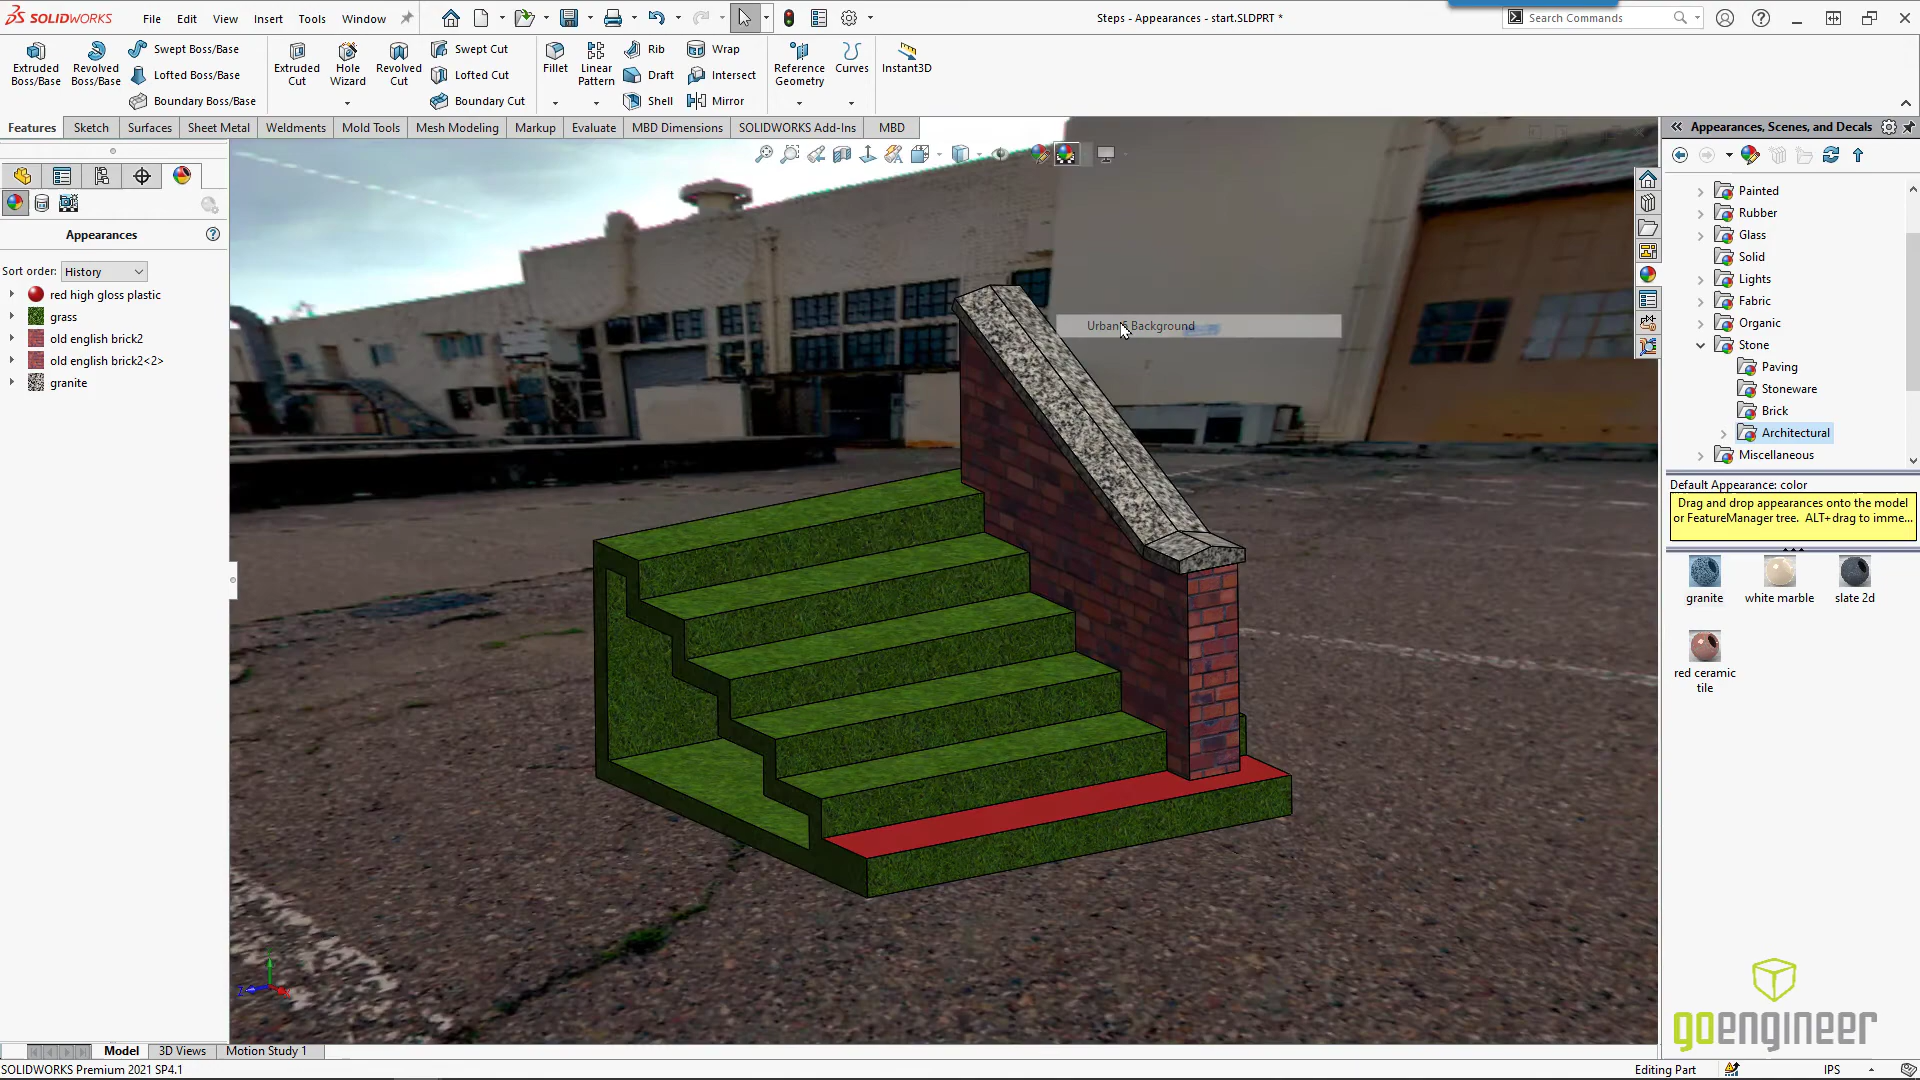 SOLIDWORKS
File Edit View Insert Tools Window
Steps - Appearances - start.SLDPRT *
Search Commands
Extruded Boss/Base
Revolved Boss/Base
Swept Boss/Base
Lofted Boss/Base
Boundary Boss/Base
Extruded Cut
Hole Wizard
Revolved Cut
Swept Cut
Lofted Cut
Boundary Cut
Fillet
Linear Pattern
Rib
Draft
Shell
Wrap
Intersect
Mirror
Reference Geometry
Curves
Instant3D
Features Sketch Surfaces Sheet Metal Weldments Mold Tools Mesh Modeling Markup Evaluate MBD Dimensions SOLIDWORKS Add-Ins MBD
Appearances
Sort order: History
red high gloss plastic
grass
old english brick2
old english brick2<2>
granite
Urban 6 Background
Appearances, Scenes, and Decals
Painted
Rubber
Glass
Solid
Lights
Fabric
Organic
Stone
Paving
Stoneware
Brick
Architectural
Miscellaneous
Default Appearance: color
Drag and drop appearances onto the model
or FeatureManager tree. ALT+drag to imme...
granite
white marble
slate 2d
red ceramic
tile
goengineer
Model 3D Views Motion Study 1
SOLIDWORKS Premium 2021 SP4.1
Editing Part
IPS